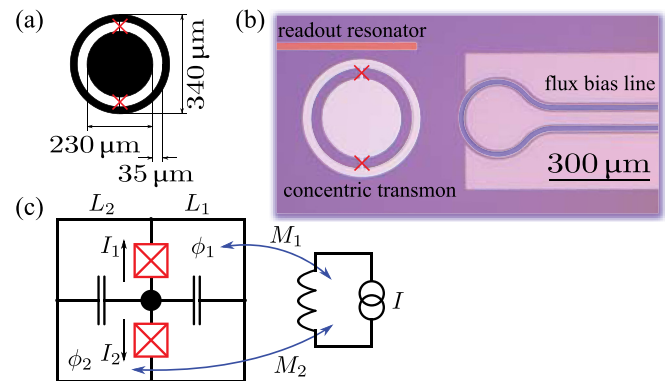 (a)
340 μm
230 μm
35 μm
(b)
readout resonator
flux bias line
300 μm
concentric transmon
(c)
L₂ L₁
I₁ ϕ₁ M₁
I
I₂
ϕ₂ M₂